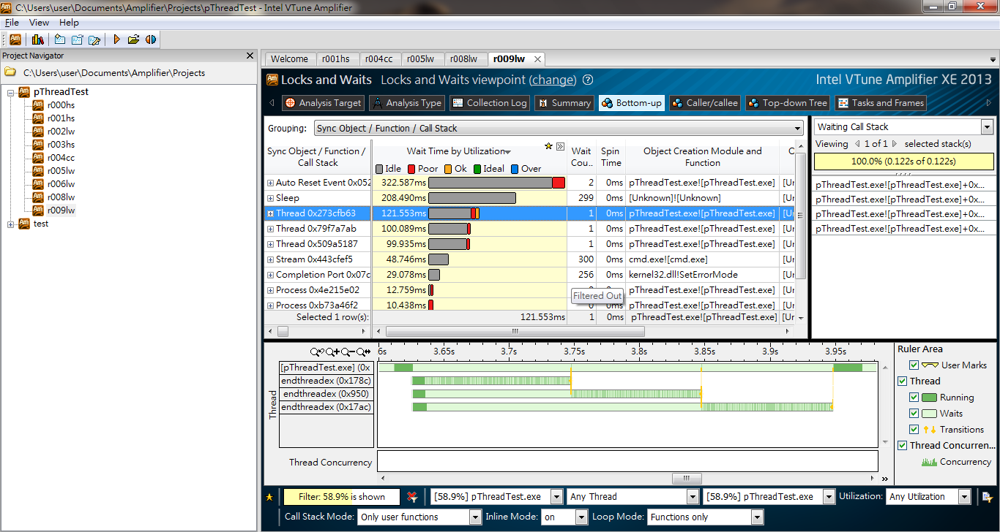 C:\Users\user\Documents\Amplifier\Projects\pThreadTest - Intel VTune Amplifier
File View Help
Project Navigator
C:\Users\user\Documents\Amplifier\Projects
pThreadTest
r000hs
r001hs
r002lw
r003hs
r004cc
r005lw
r006lw
r008lw
r009lw
test
Welcome r001hs r004cc r005lw r008lw r009lw
Locks and Waits Locks and Waits viewpoint (change)
Intel VTune Amplifier XE 2013
Analysis Target Analysis Type Collection Log Summary Bottom-up Caller/callee Top-down Tree Tasks and Frames
Grouping: Sync Object / Function / Call Stack
Sync Object / Function / Call Stack
Wait Time by Utilization
Idle Poor Ok Ideal Over
Wait Cou..
Spin Time
Object Creation Module and Function
Auto Reset Event 0x052 322.587ms 2 0ms pThreadTest.exe![pThreadTest.exe] [Ur
Sleep 208.490ms 299 0ms [Unknown]![Unknown] [Ur
Thread 0x273cfb63 121.553ms 1 0ms pThreadTest.exe![pThreadTest.exe] [Ur
Thread 0x79f7a7ab 100.089ms 1 0ms pThreadTest.exe![pThreadTest.exe] [Ur
Thread 0x509a5187 99.935ms 1 0ms pThreadTest.exe![pThreadTest.exe] [Ur
Stream 0x443cfef5 48.746ms 300 0ms cmd.exe![cmd.exe] [Ur
Completion Port 0x07c 29.078ms 256 0ms kernel32.dll!SetErrorMode [Ur
Process 0x4e215e02 12.759ms pThreadTest.exe![pThreadTest.exe] [Ur
Process 0xb73a46f2 10.438ms 0 0ms pThreadTest.exe![pThreadTest.exe] [Ur
Filtered Out
Selected 1 row(s): 121.553ms 1 0ms pThreadTest.exe![pThreadTest.exe] [Ur
Waiting Call Stack
Viewing 1 of 1 selected stack(s)
100.0% (0.122s of 0.122s)
pThreadTest.exe![pThreadTest.exe]+0x...
pThreadTest.exe![pThreadTest.exe]+0x...
pThreadTest.exe![pThreadTest.exe]+0x...
pThreadTest.exe![pThreadTest.exe]+0x...
6s 3.65s 3.7s 3.75s 3.8s 3.85s 3.9s 3.95s
Thread
[pThreadTest.exe] (0x
endthreadex (0x178c)
endthreadex (0x950)
endthreadex (0x17ac)
Thread Concurrency
Ruler Area
User Marks
Thread
Running
Waits
Transitions
Thread Concurren...
Concurrency
Filter: 58.9% is shown [58.9%] pThreadTest.exe Any Thread [58.9%] pThreadTest.exe Utilization: Any Utilization
Call Stack Mode: Only user functions Inline Mode: on Loop Mode: Functions only